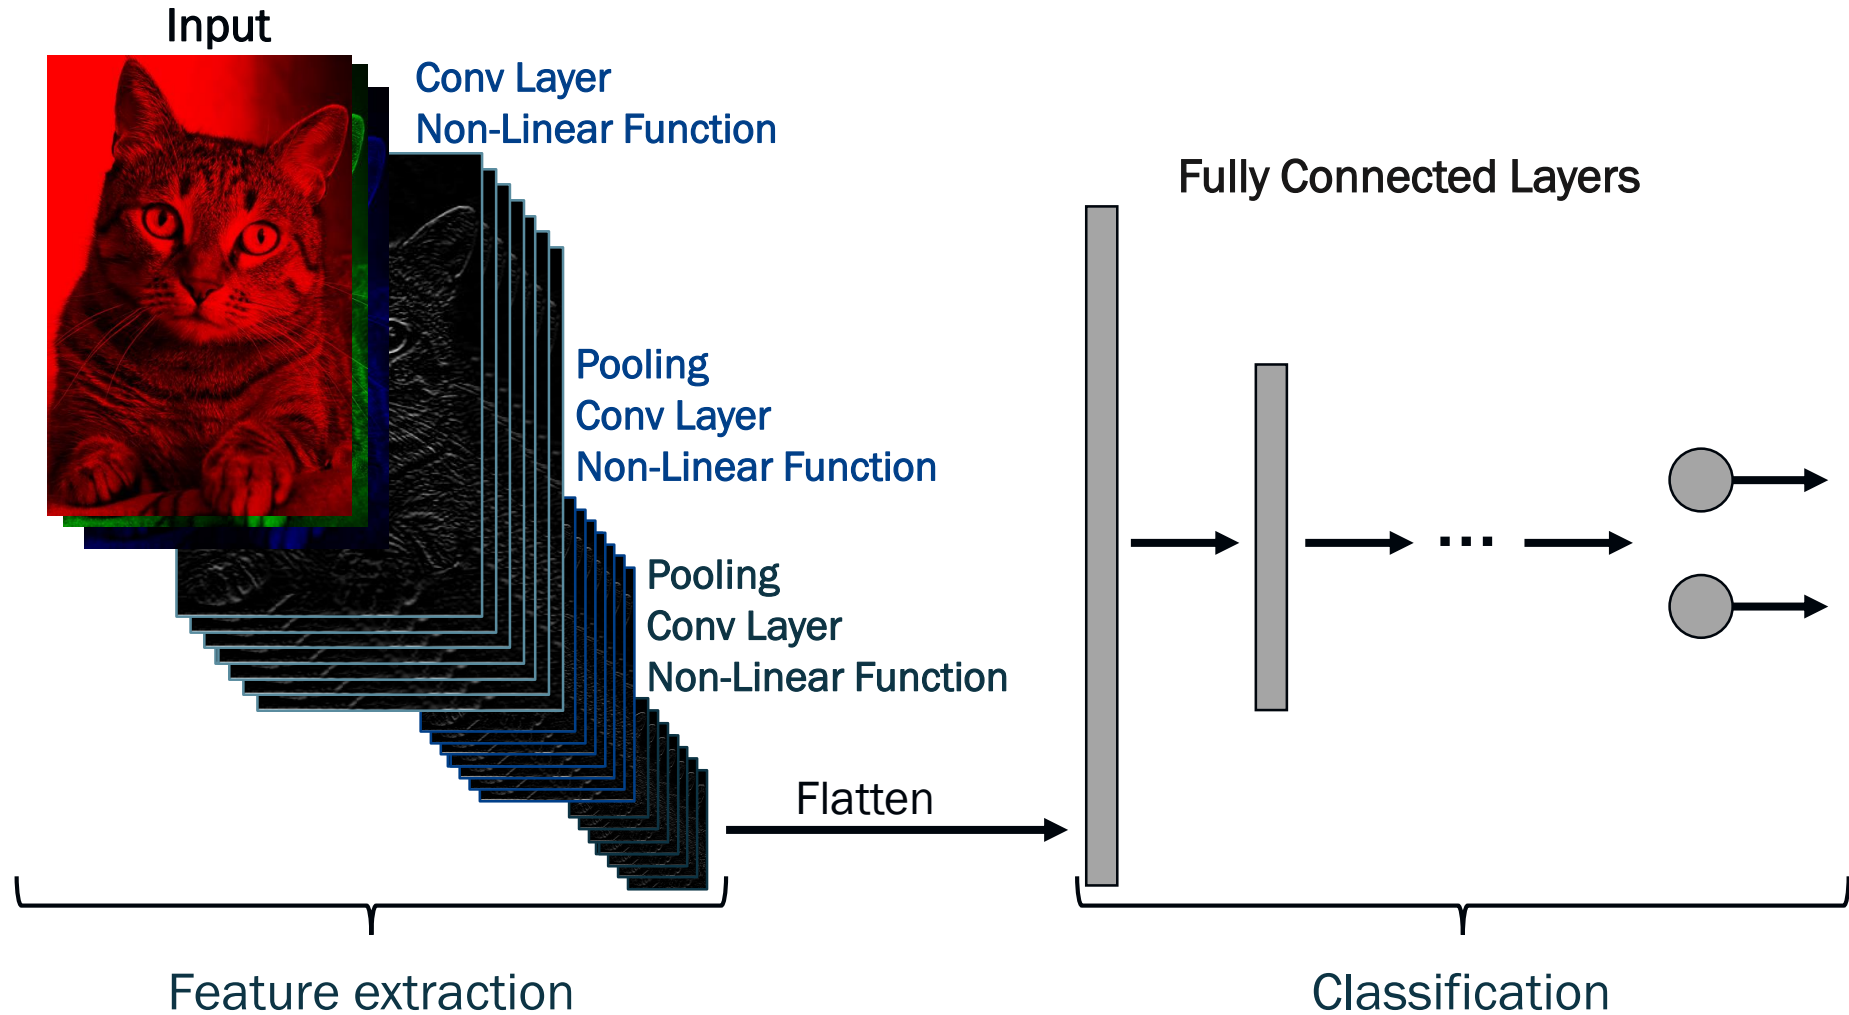 Input
Conv Layer
Non-Linear Function
Pooling
Conv Layer
Non-Linear Function
Pooling
Conv Layer
Non-Linear Function
Flatten
Fully Connected Layers
...
Feature extraction
Classification